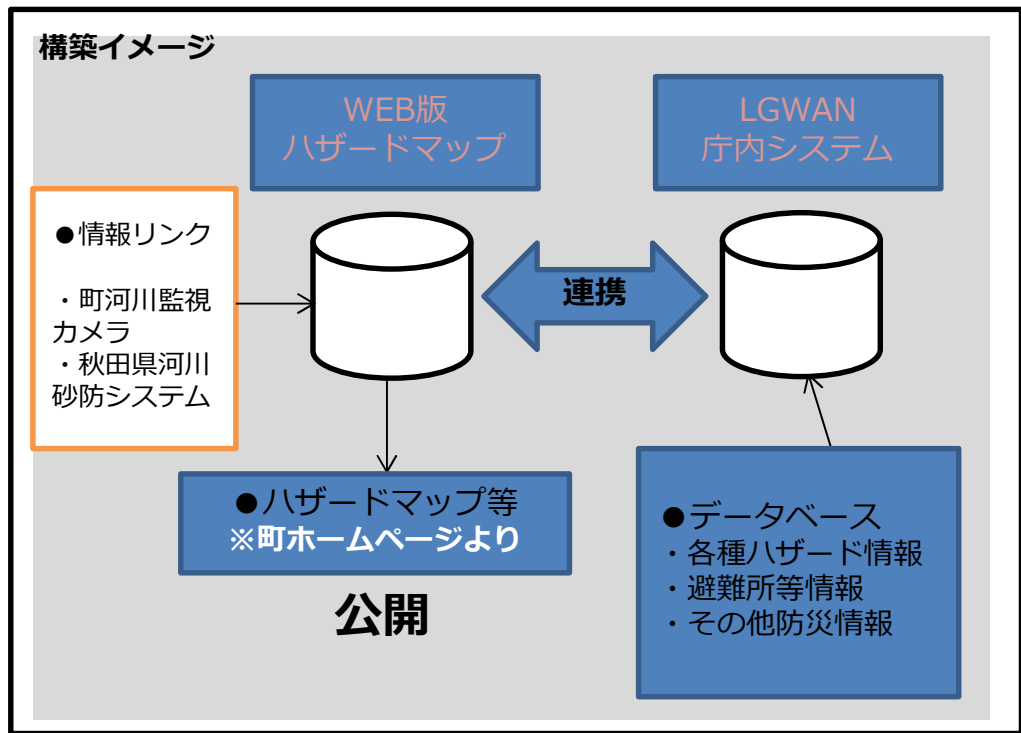 構築イメージ
WEB版
ハザードマップ
LGWAN
庁内システム
●情報リンク
・町河川監視
カメラ
・秋田県河川
砂防システム
連携
●ハザードマップ等
※町ホームページより
公開
●データベース
・各種ハザード情報
・避難所等情報
・その他防災情報